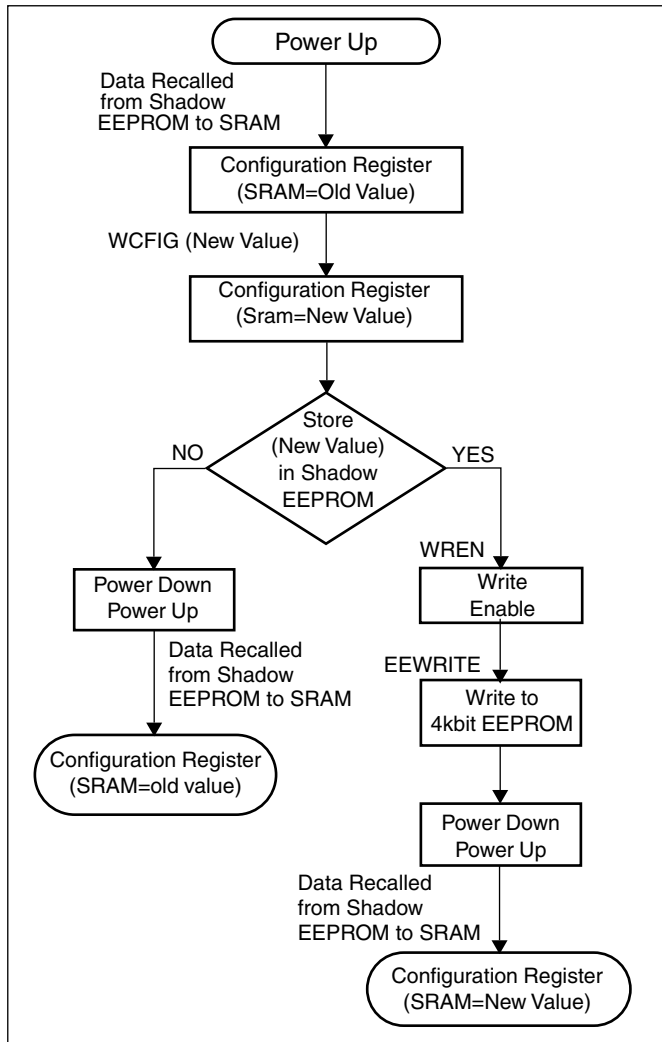 Power Up
Data Recalled
from Shadow
EEPROM to SRAM
Configuration Register
(SRAM=Old Value)
WCFIG (New Value)
Configuration Register
(Sram=New Value)
Store
(New Value)
in Shadow
EEPROM
NO
YES
Power Down
Power Up
Data Recalled
from Shadow
EEPROM to SRAM
Configuration Register
(SRAM=old value)
WREN
Write
Enable
EEWRITE
Write to
4kbit EEPROM
Power Down
Power Up
Data Recalled
from Shadow
EEPROM to SRAM
Configuration Register
(SRAM=New Value)